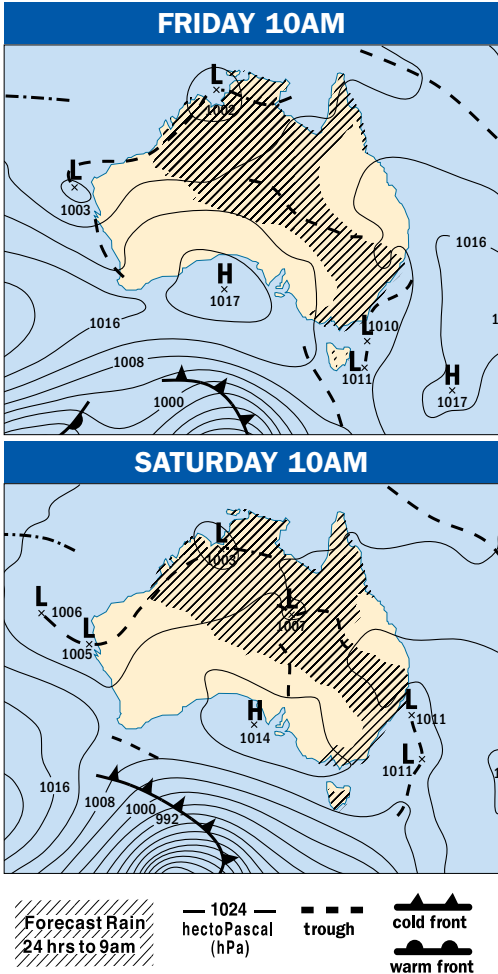 FRIDAY 10AM
L
1002
L
1003
H
1017
1016
1016
L
1010
1008
L
1011
H
1017
1000
SATURDAY 10AM
L
1003
L
1006
L
1007
L
1005
H
1014
L
1011
L
1011
1016
1008
1000
992
Forecast Rain
24 hrs to 9am
1024
hectoPascal
(hPa)
trough
cold front
warm front